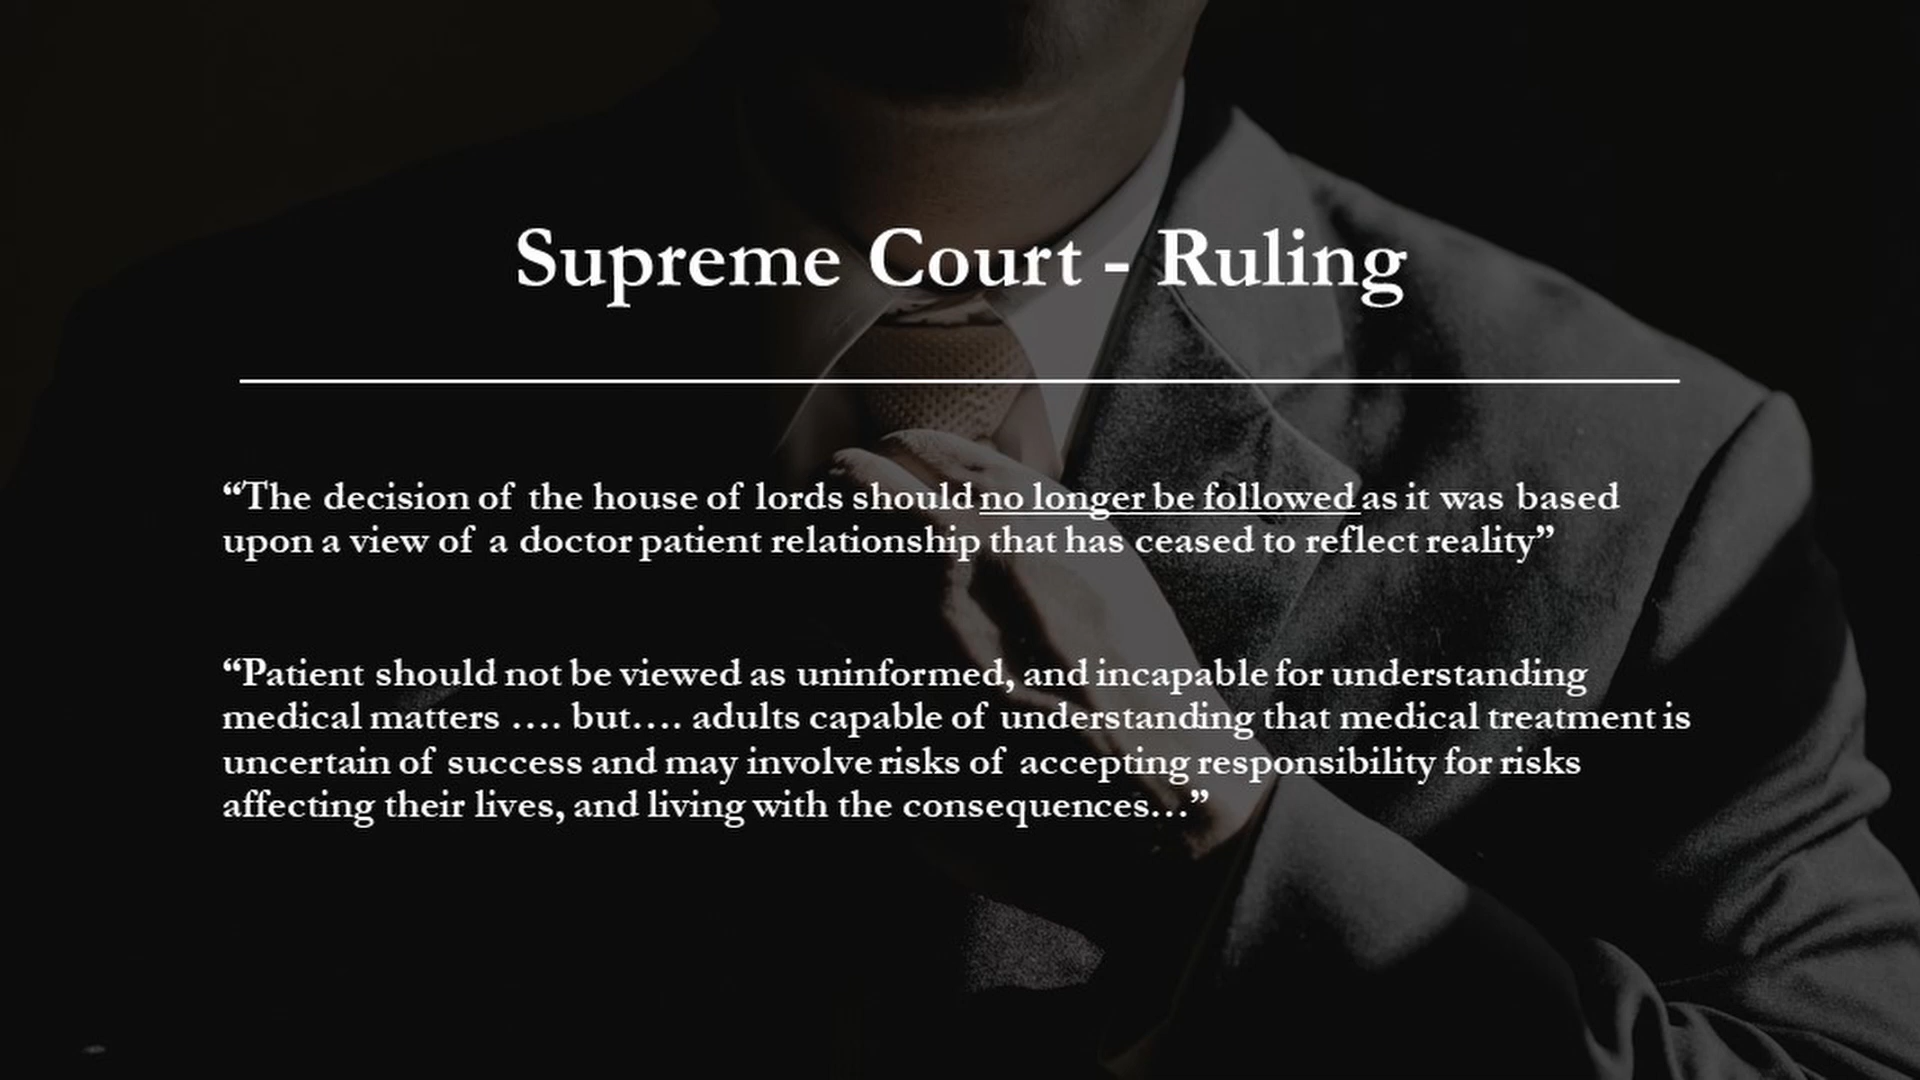 Supreme Court - Ruling
“The decision of the house of lords should no longer be followed as it was based
upon a view of a doctor patient relationship that has ceased to reflect reality”
“Patient should not be viewed as uninformed, and incapable for understanding
medical matters …. but…. adults capable of understanding that medical treatment is
uncertain of success and may involve risks of accepting responsibility for risks
affecting their lives, and living with the consequences…”